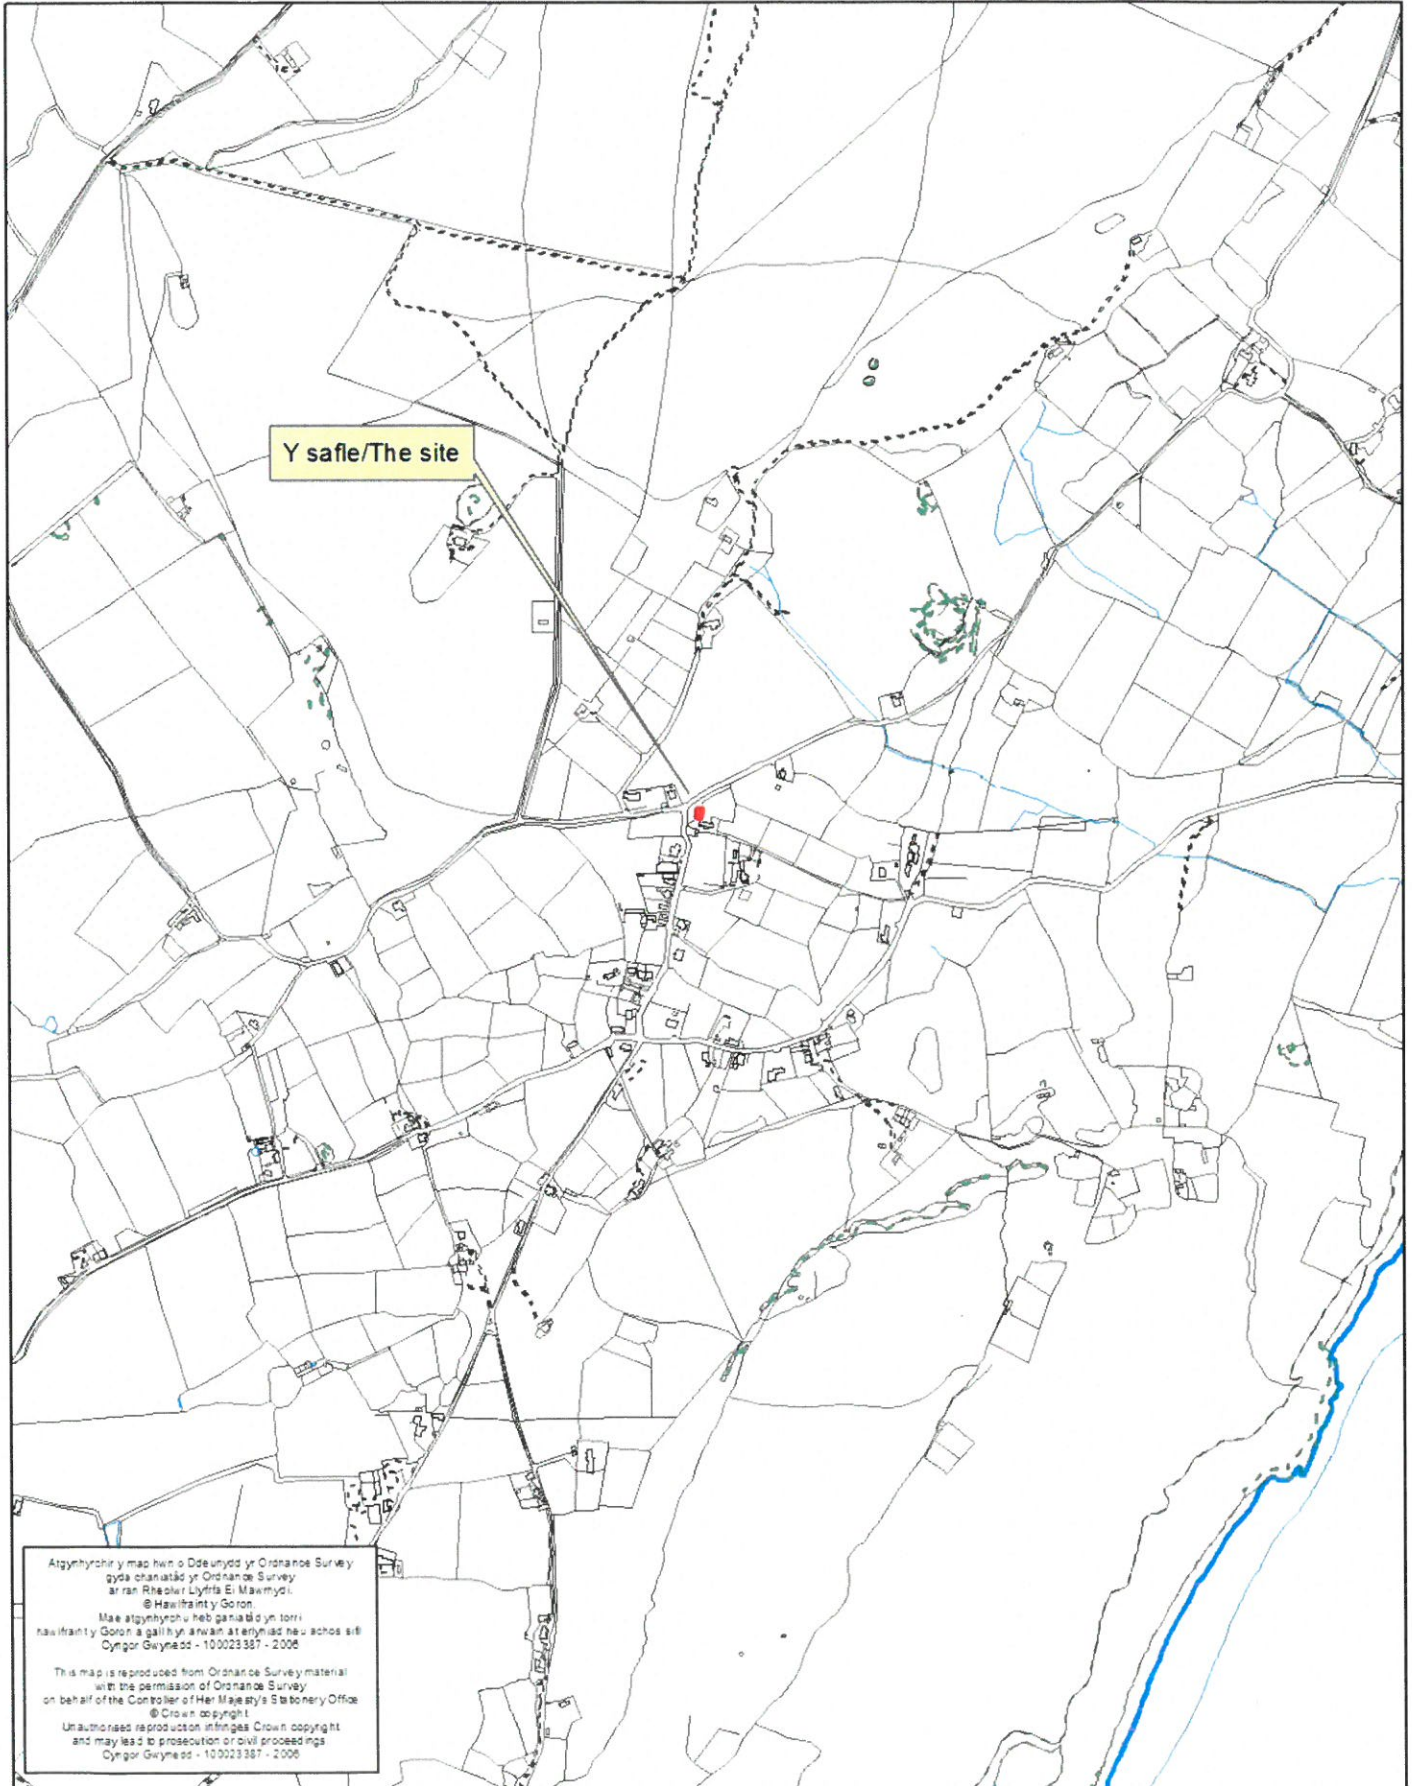 Y safle/The site
Atgynhyrchir y map hwn o Ddeunydd yr Ordnance Survey
gyda chaniatâd yr Ordnance Survey
ar ran Rheolwr Llyfrfa Ei Mawrhydi.
© Hawlfraint y Goron.
Mae atgynhyrchu heb ganiatâd yn torri
hawlfraint y Goron a gall hyn arwain at erlyniad neu achos sifil
Cyngor Gwynedd - 100023387 - 2006
This map is reproduced from Ordnance Survey material
with the permission of Ordnance Survey
on behalf of the Controller of Her Majesty's Stationery Office
© Crown copyright
Unauthorised reproduction infringes Crown copyright
and may lead to prosecution or civil proceedings
Cyngor Gwynedd - 100023387 - 2006